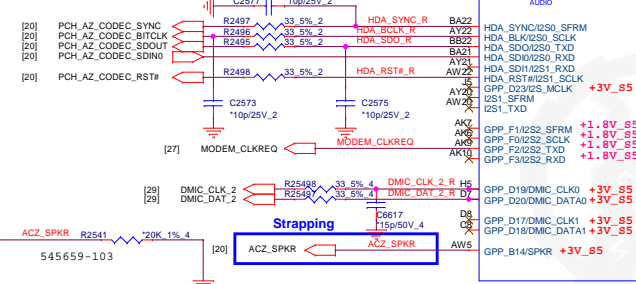 C2577 *10p/25V_2
AUDIO
[20] PCH_AZ_CODEC_SYNC R2497 33_5%_2 HDA_SYNC_R BA22 HDA_SYNC/I2S0_SFRM
[20] PCH_AZ_CODEC_BITCLK R2496 33_5%_2 HDA_BCLK_R AY22 HDA_BLK/I2S0_SCLK
[20] PCH_AZ_CODEC_SDOUT R2495 33_5%_2 HDA_SDO_R BB22 HDA_SDO/I2S0_TXD
[20] PCH_AZ_CODEC_SDIN0 BA21 HDA_SDI0/I2S0_RXD
AY21 HDA_SDI1/I2S1_RXD
[20] PCH_AZ_CODEC_RST# R2498 33_5%_2 HDA_RST#_R AW22 HDA_RST#/I2S1_SCLK
J5 GPP_D23/I2S_MCLK +3V_S5
AY20 I2S1_SFRM
AW20 I2S1_TXD
C2573 C2575
*10p/25V_2 *10p/25V_2
AK7 GPP_F1/I2S2_SFRM +1.8V_S5
AK6 GPP_F0/I2S2_SCLK +1.8V_S5
[27] MODEM_CLKREQ AK9 GPP_F2/I2S2_TXD +1.8V_S5
AK10 GPP_F3/I2S2_RXD +1.8V_S5
[29] DMIC_CLK_2 R25498 33_5%_4 DMIC_CLK_2_R H5 GPP_D19/DMIC_CLK0 +3V_S5
[29] DMIC_DAT_2 R25497 33_5%_4 DMIC_DAT_2_R D7 GPP_D20/DMIC_DATA0 +3V_S5
C6617
*15p/50V_4
D8 GPP_D17/DMIC_CLK1 +3V_S5
C8 GPP_D18/DMIC_DATA1 +3V_S5
Strapping
ACZ_SPKR R2541 *20K_1%_4
[20] ACZ_SPKR ACZ_SPKR AW5 GPP_B14/SPKR +3V_S5
545659-103